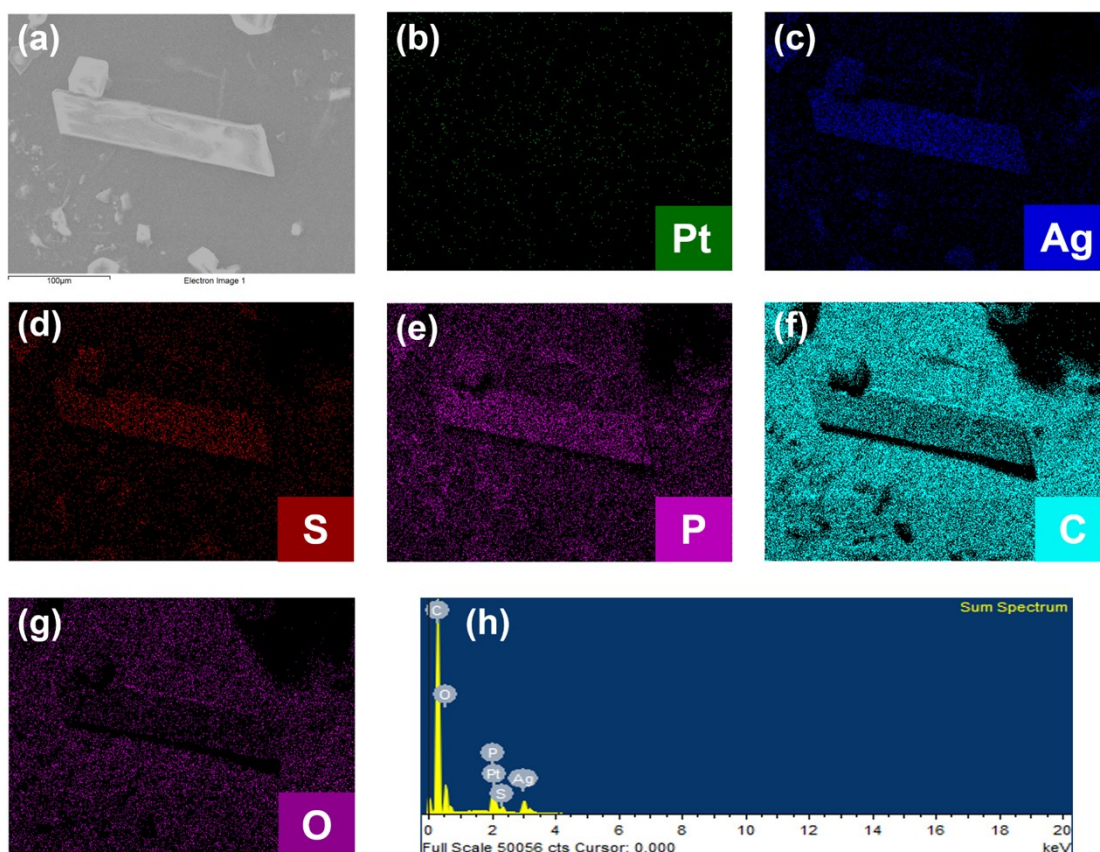 (a)
100µm
Electron Image 1
(b)
Pt
(c)
Ag
(d)
S
(e)
P
(f)
C
(g)
O
(h)
Sum Spectrum
C
O
P
Pt
S
Ag
0 2 4 6 8 10 12 14 16 18 20
Full Scale 50056 cts Cursor: 0.000 keV